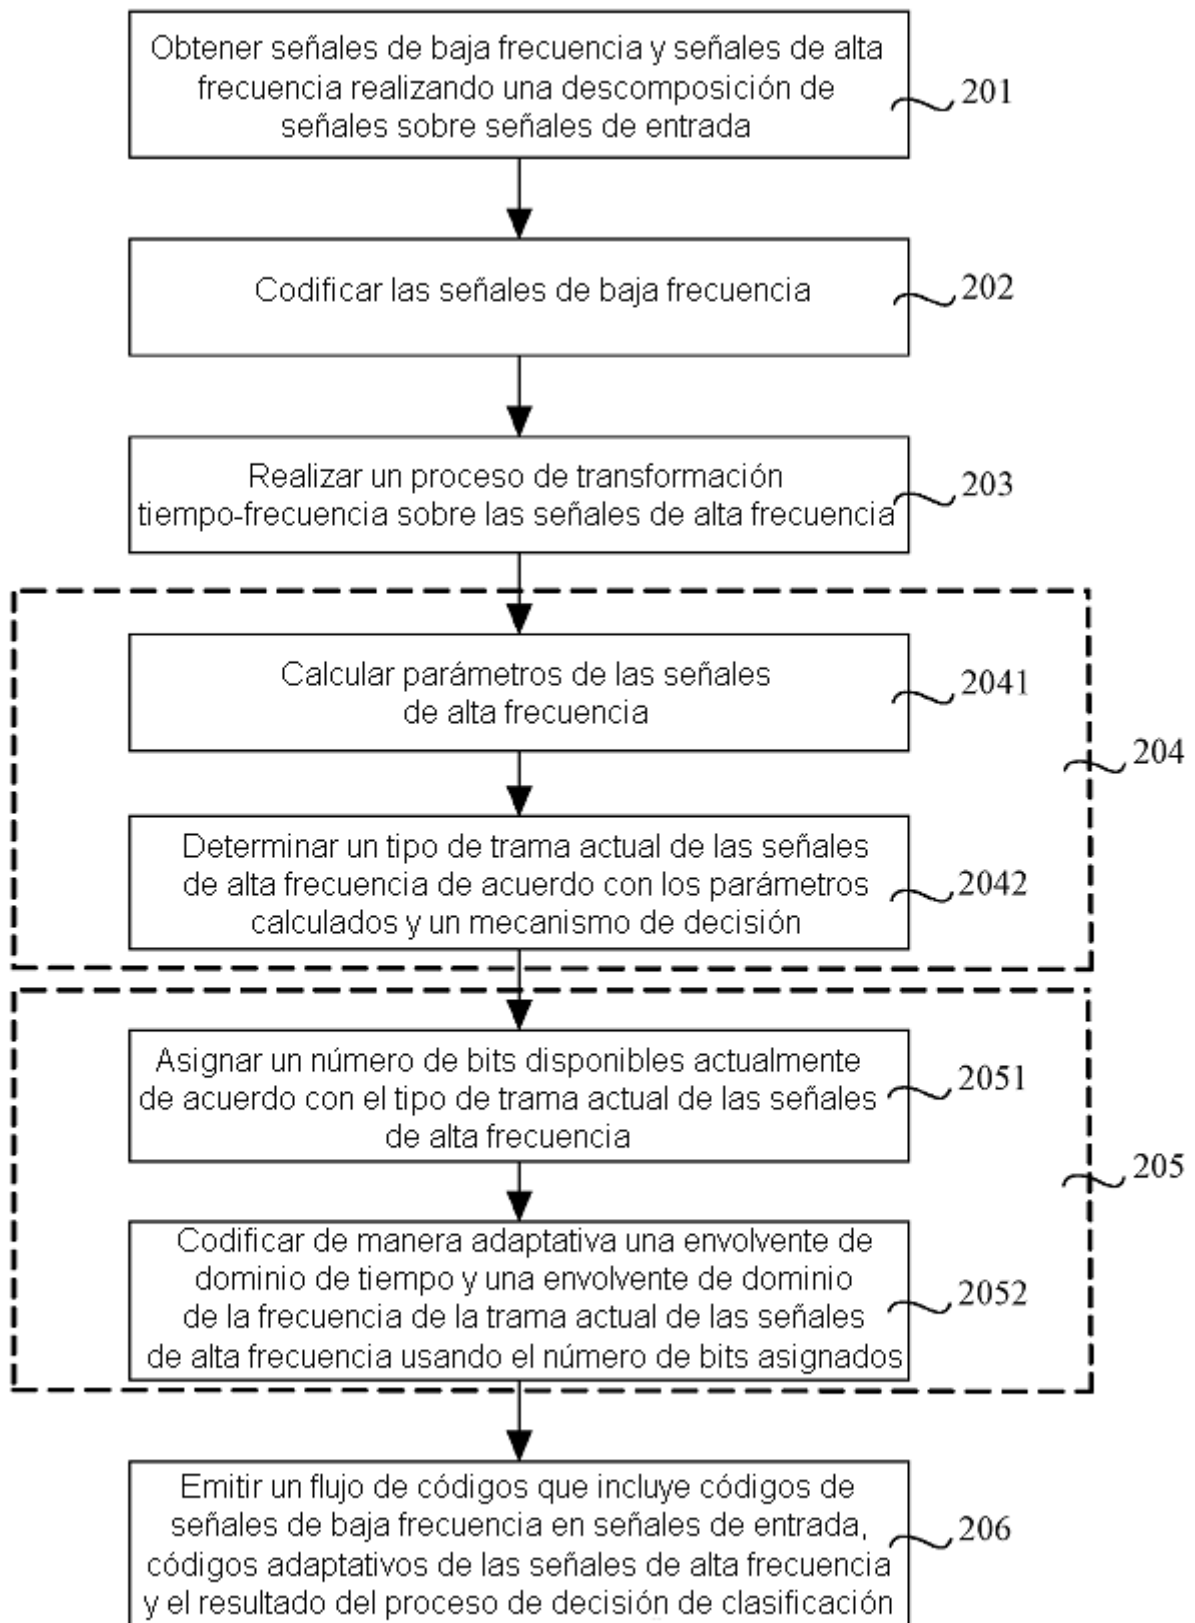 Obtener señales de baja frecuencia y señales de alta
frecuencia realizando una descomposición de
señales sobre señales de entrada
201
Codificar las señales de baja frecuencia
202
Realizar un proceso de transformación
tiempo-frecuencia sobre las señales de alta frecuencia
203
Calcular parámetros de las señales
de alta frecuencia
2041
204
Determinar un tipo de trama actual de las señales
de alta frecuencia de acuerdo con los parámetros
calculados y un mecanismo de decisión
2042
Asignar un número de bits disponibles actualmente
de acuerdo con el tipo de trama actual de las señales
de alta frecuencia
2051
205
Codificar de manera adaptativa una envolvente de
dominio de tiempo y una envolvente de dominio
de la frecuencia de la trama actual de las señales
de alta frecuencia usando el número de bits asignados
2052
Emitir un flujo de códigos que incluye códigos de
señales de baja frecuencia en señales de entrada,
códigos adaptativos de las señales de alta frecuencia
y el resultado del proceso de decisión de clasificación
206